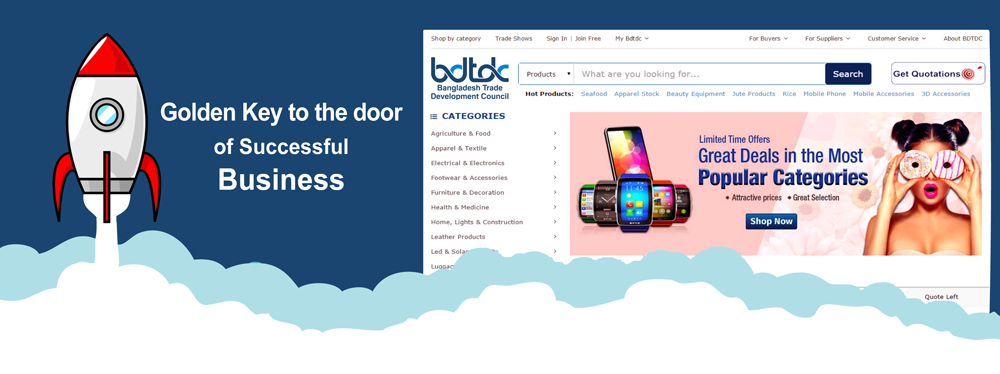 Golden Key to the door
of Successful
Business
Shop by category Trade Shows Sign In | Join Free My Bdtdc For Buyers For Suppliers Customer Service About BDTDC
bdtdc
Bangladesh Trade
Development Council
Products What are you looking for... Search Get Quotations
Hot Products: Seafood Apparel Stock Beauty Equipment Jute Products Rice Mobile Phone Mobile Accessories 3D Accessories
CATEGORIES
Agriculture & Food
Apparel & Textile
Electrical & Electronics
Footwear & Accessories
Furniture & Decoration
Health & Medicine
Home, Lights & Construction
Leather Products
Led & Sola
Lugga
Limited Time Offers
Great Deals in the Most
Popular Categories
• Attractive prices • Great Selection
Shop Now
Quote Left